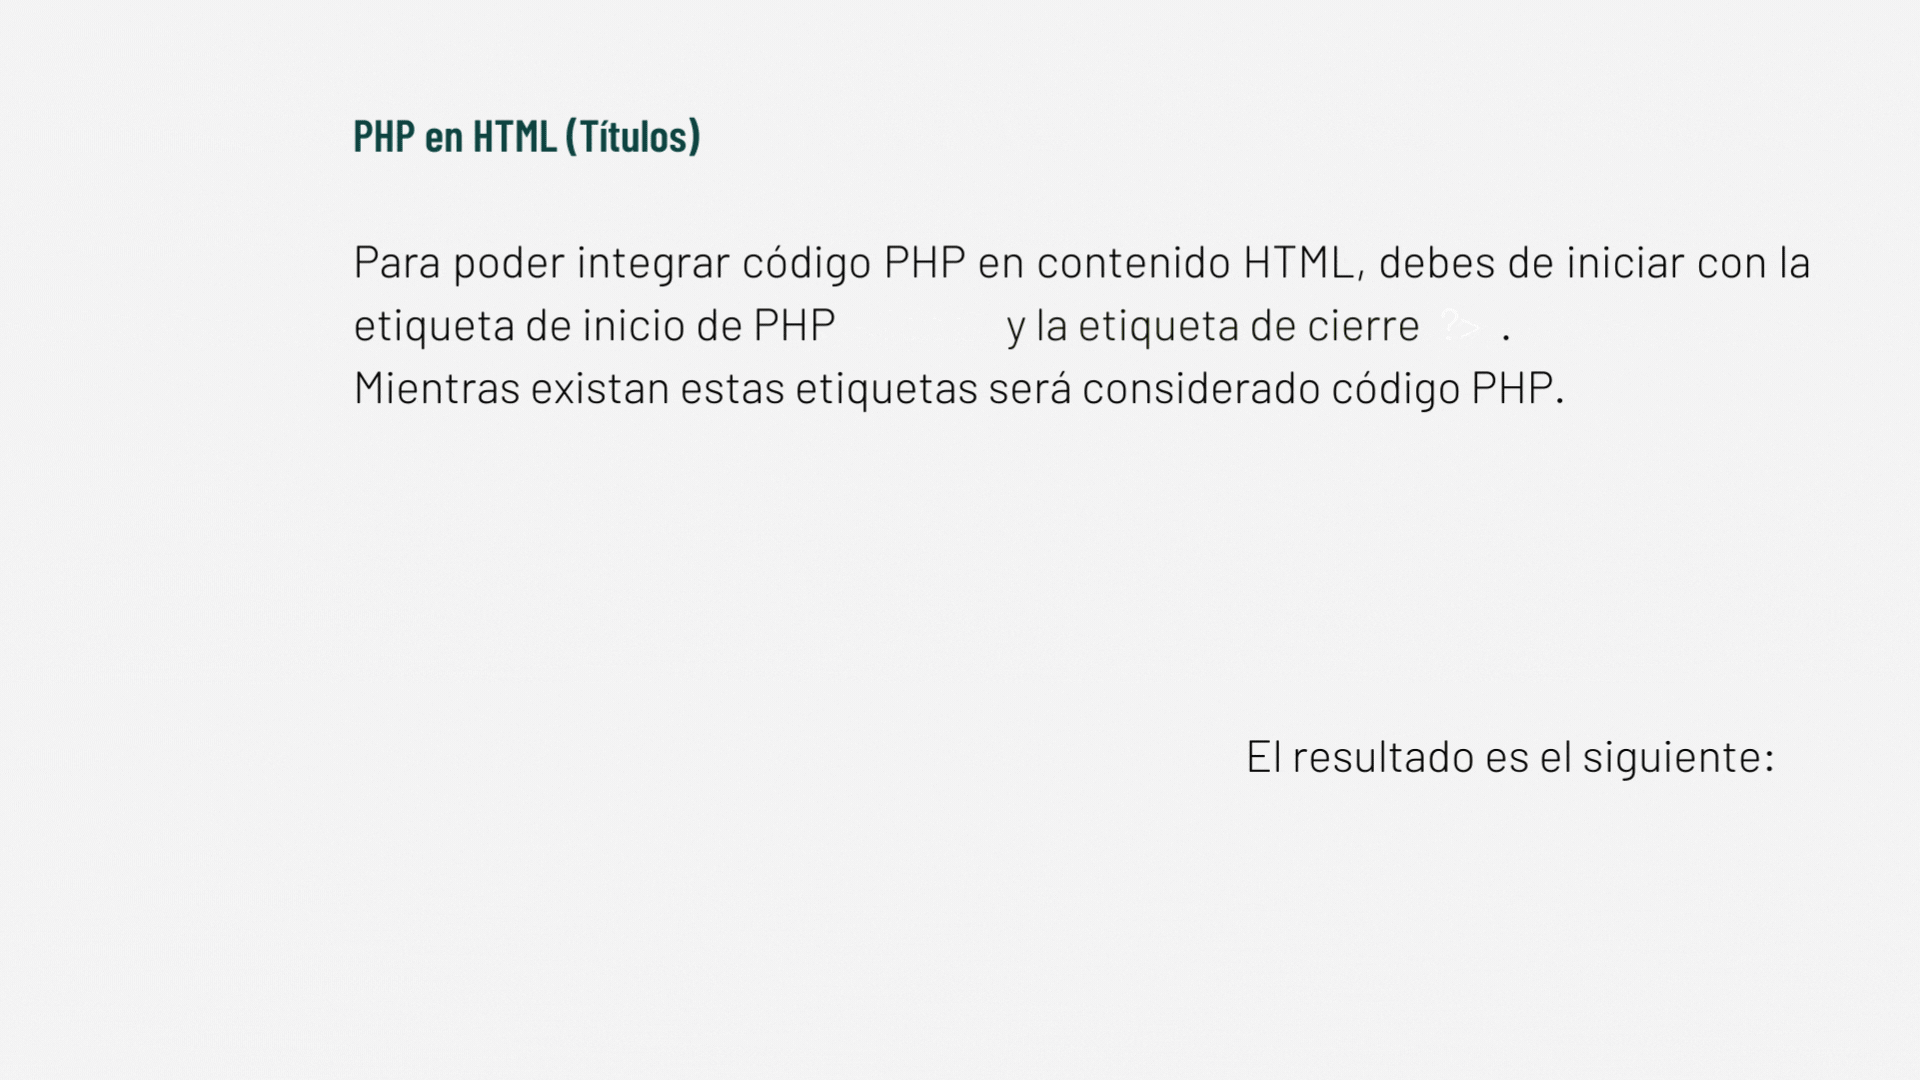 PHP en HTML (Títulos)
Para poder integrar código PHP en contenido HTML, debes de iniciar con la
etiqueta de inicio de PHP y la etiqueta de cierre ?> .
Mientras existan estas etiquetas será considerado código PHP.
El resultado es el siguiente: